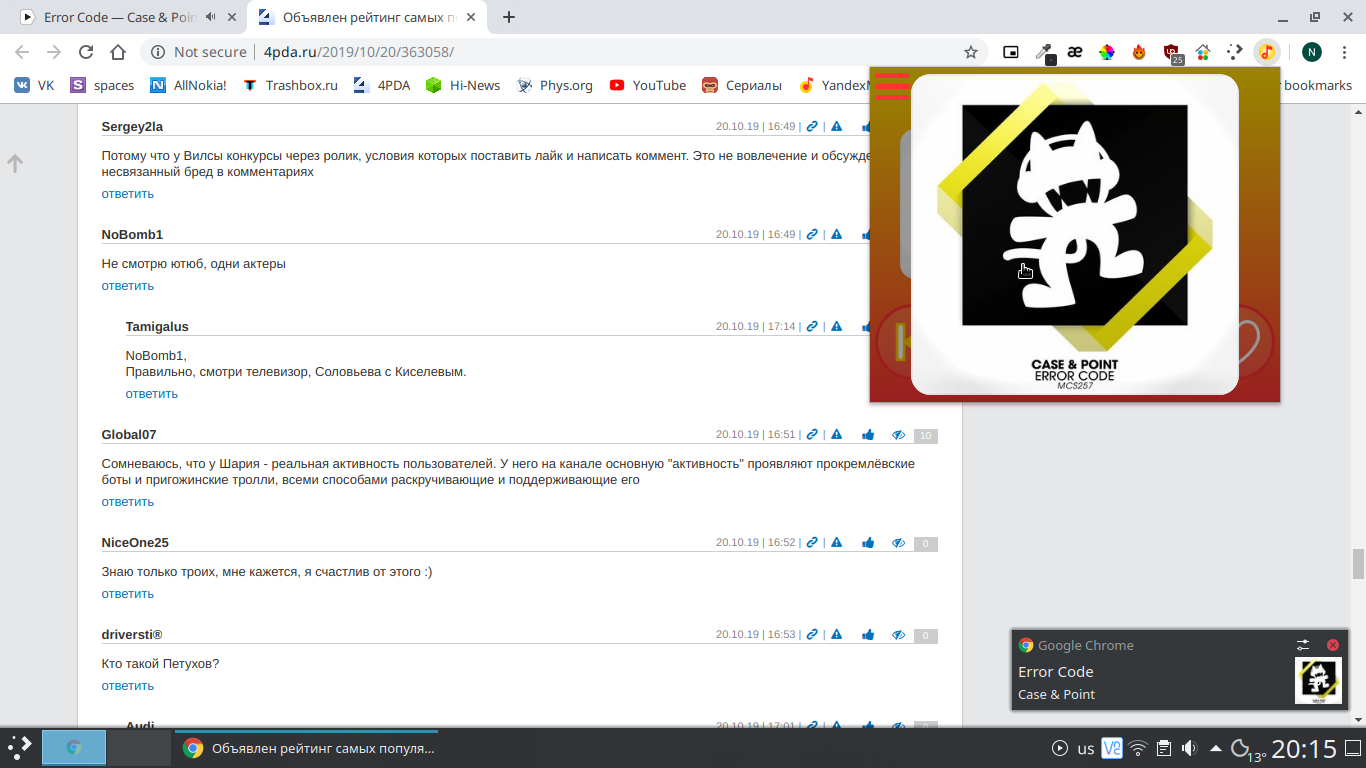 Error Code — Case & Poin
Объявлен рейтинг самых п
Not secure
4pda.ru/2019/10/20/363058/
25
N
VK
spaces
AllNokia!
Trashbox.ru
4PDA
Hi-News
Phys.org
YouTube
Сериалы
bookmarks
Sergey2la
20.10.19 | 16:49 | |
Потому что у Вилсы конкурсы через ролик, условия которых поставить лайк и написать коммент. Это не вовлечение и обсужде
несвязанный бред в комментариях
ответить
NoBomb1
20.10.19 | 16:49 | |
Не смотрю ютюб, одни актеры
ответить
Tamigalus
20.10.19 | 17:14 | |
NoBomb1,
Правильно, смотри телевизор, Соловьева с Киселевым.
ответить
Global07
20.10.19 | 16:51 | | 10
Сомневаюсь, что у Шария - реальная активность пользователей. У него на канале основную "активность" проявляют прокремлёвские
боты и пригожинские тролли, всеми способами раскручивающие и поддерживающие его
ответить
NiceOne25
20.10.19 | 16:52 | | 0
Знаю только троих, мне кажется, я счастлив от этого :)
ответить
driversti®
20.10.19 | 16:53 | | 0
Кто такой Петухов?
ответить
Audi
20.10.19 | 17:01 | | 0
CASE & POINT
ERROR CODE
MCS257
Google Chrome
Error Code
Case & Point
Объявлен рейтинг самых популя...
us
13°
20:15